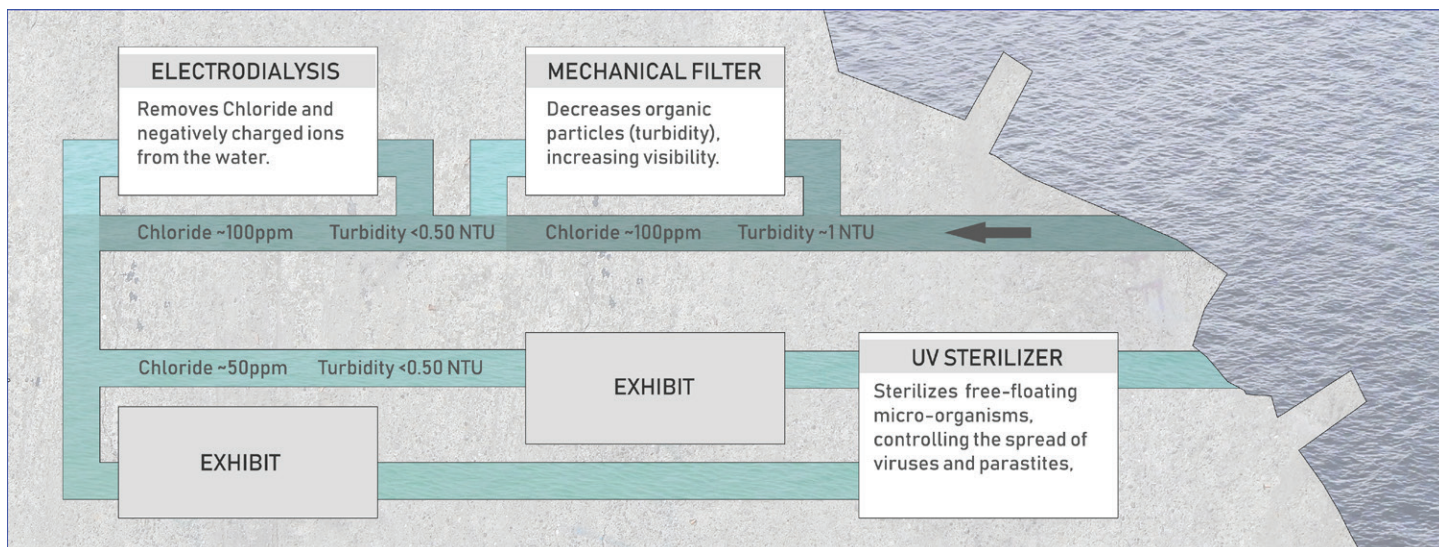 ELECTRODIALYSIS
Removes Chloride and
negatively charged ions
from the water.
MECHANICAL FILTER
Decreases organic
particles (turbidity),
increasing visibility.
Chloride ~100ppm Turbidity <0.50 NTU
Chloride ~100ppm Turbidity ~1 NTU
Chloride ~50ppm Turbidity <0.50 NTU
EXHIBIT
UV STERILIZER
Sterilizes free-floating
micro-organisms,
controlling the spread of
viruses and parastites,
EXHIBIT